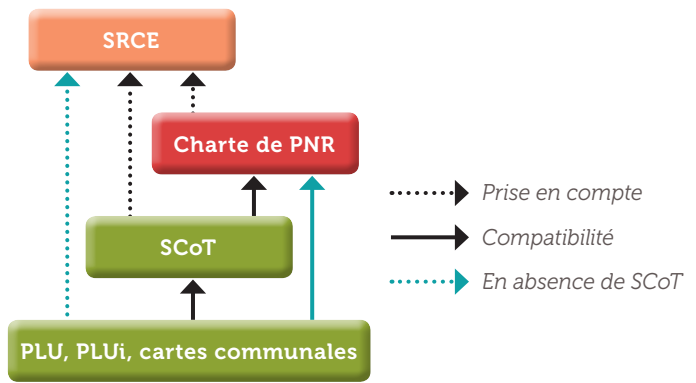 SRCE
Charte de PNR
Prise en compte
SCoT
Compatibilité
En absence de SCoT
PLU, PLUi, cartes communales